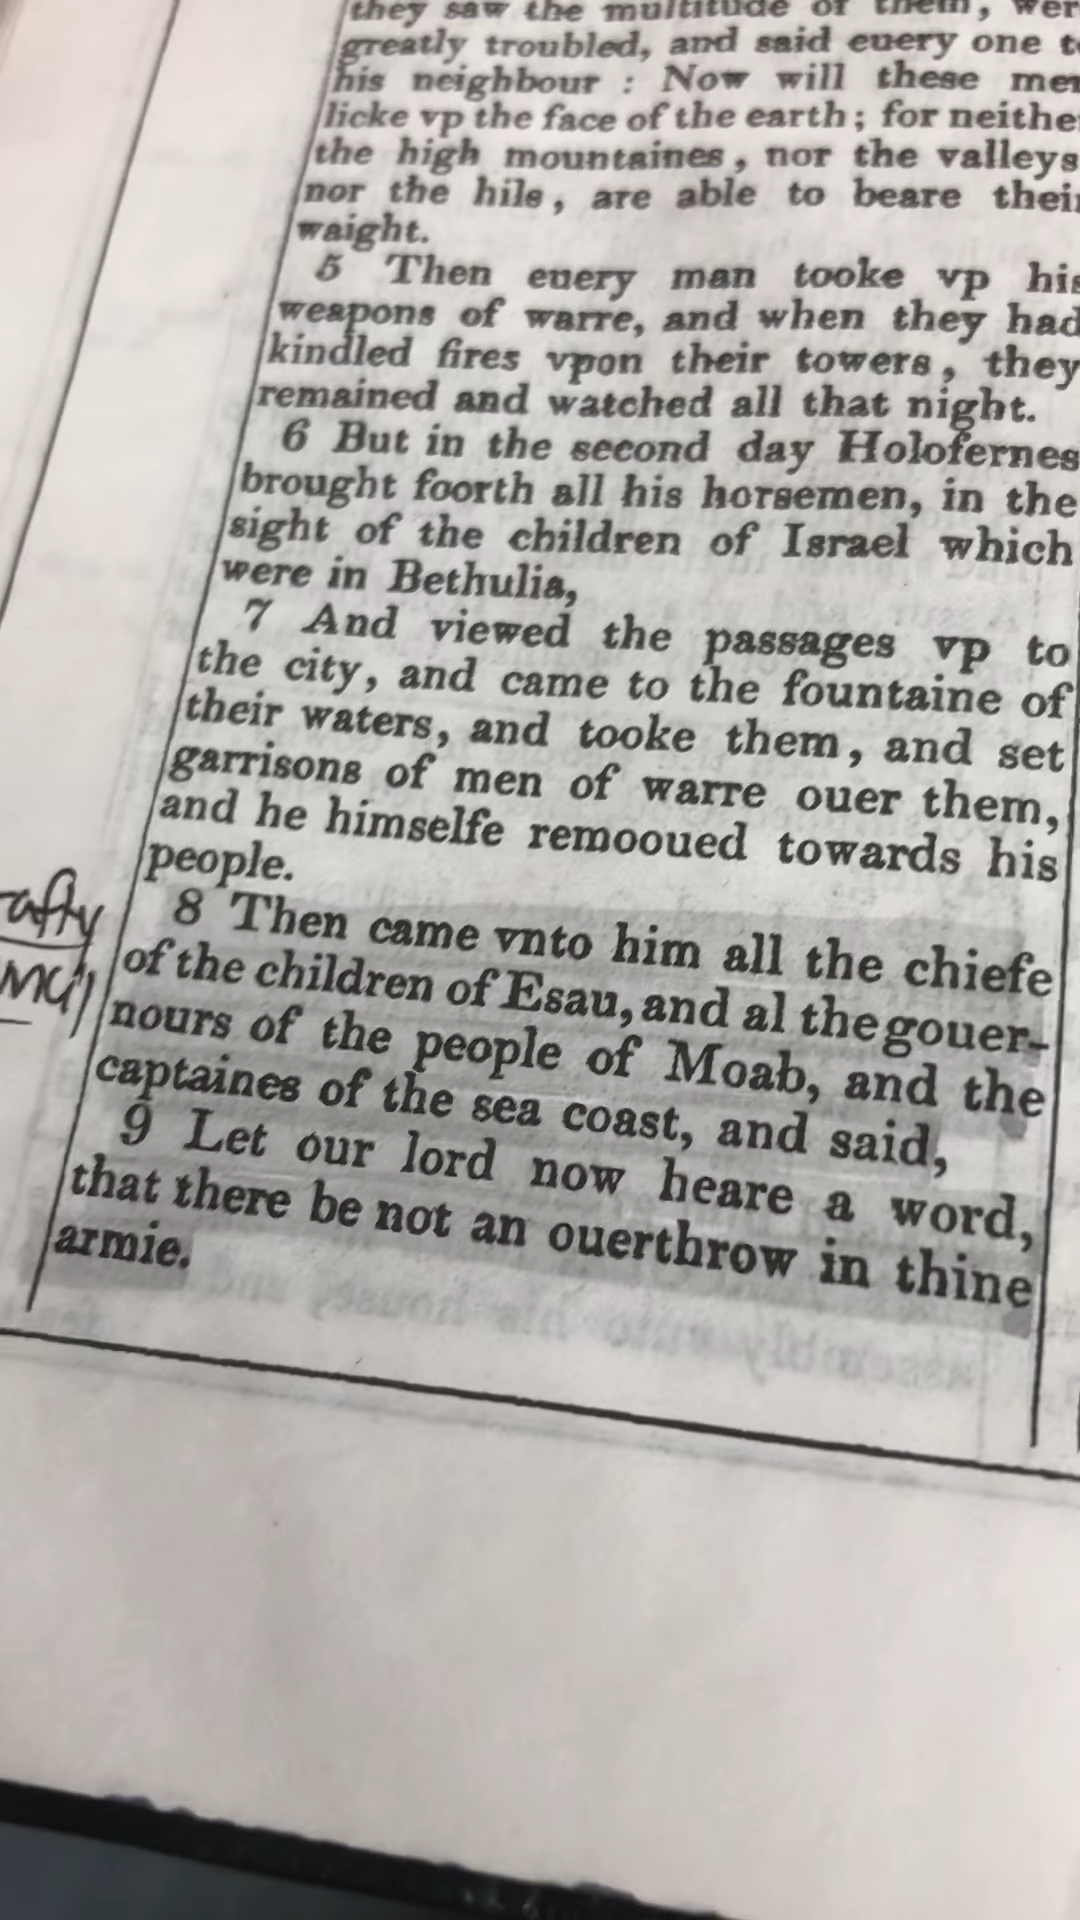 they saw the multitude of them, wer
greatly troubled, and said euery one t
his neighbour : Now will these me
licke vp the face of the earth; for neithe
the high mountaines, nor the valleys
nor the hils, are able to beare thei
waight.
5 Then euery man tooke vp his
weapons of warre, and when they had
kindled fires vpon their towers, they
remained and watched all that night.
6 But in the second day Holofernes
brought foorth all his horsemen, in the
sight of the children of Israel which
were in Bethulia,
7 And viewed the passages vp to
the city, and came to the fountaine of
their waters, and tooke them, and set
garrisons of men of warre ouer them,
and he himselfe remooued towards his
people.
8 Then came vnto him all the chiefe
of the children of Esau, and al the gouer-
nours of the people of Moab, and the
captaines of the sea coast, and said,
9 Let our lord now heare a word,
that there be not an ouerthrow in thine
armie.